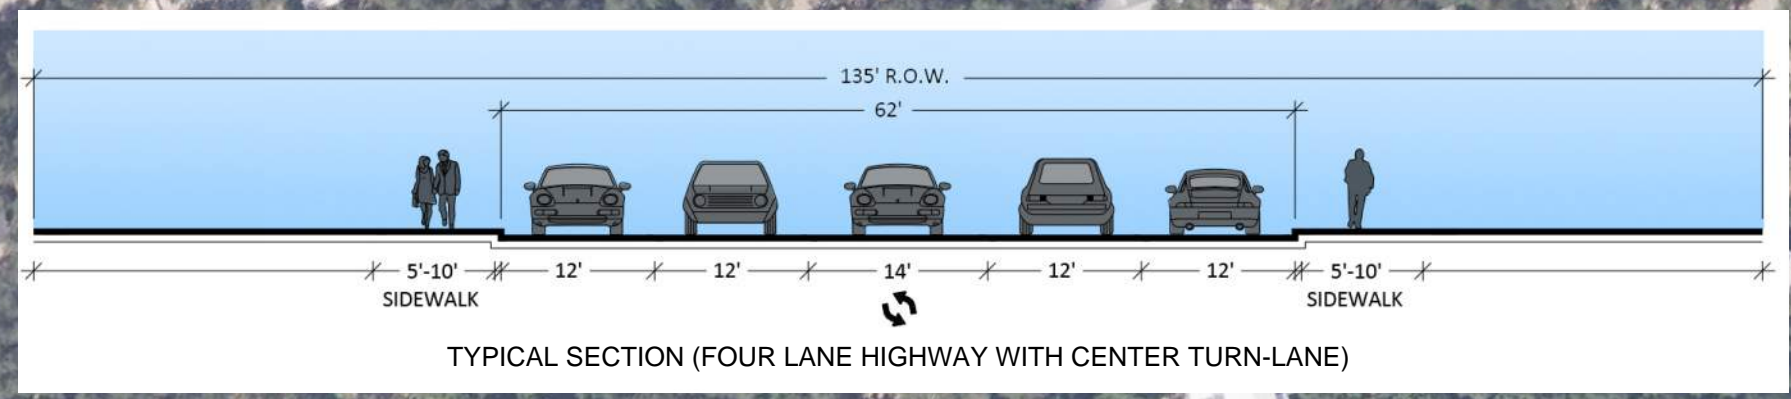 135' R.O.W.
62'
5'-10' 12' 12' 14' 12' 12' 5'-10'
SIDEWALK SIDEWALK
TYPICAL SECTION (FOUR LANE HIGHWAY WITH CENTER TURN-LANE)